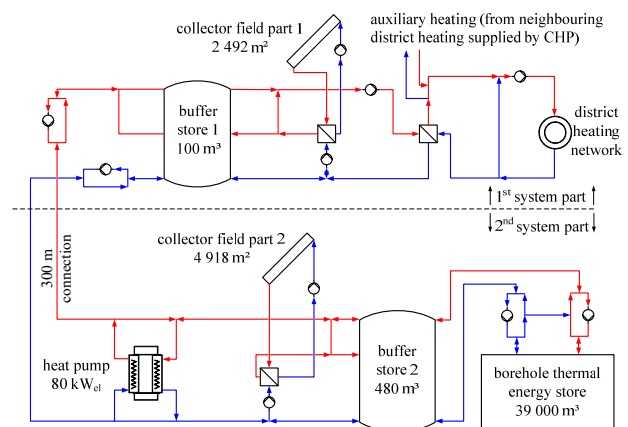 collector field part 1
2 492 m²
auxiliary heating (from neighbouring
district heating supplied by CHP)
buffer
store 1
100 m³
district
heating
network
1st system part
2nd system part
300 m
connection
collector field part 2
4 918 m²
heat pump
80 kWel
buffer
store 2
480 m³
borehole thermal
energy store
39 000 m³